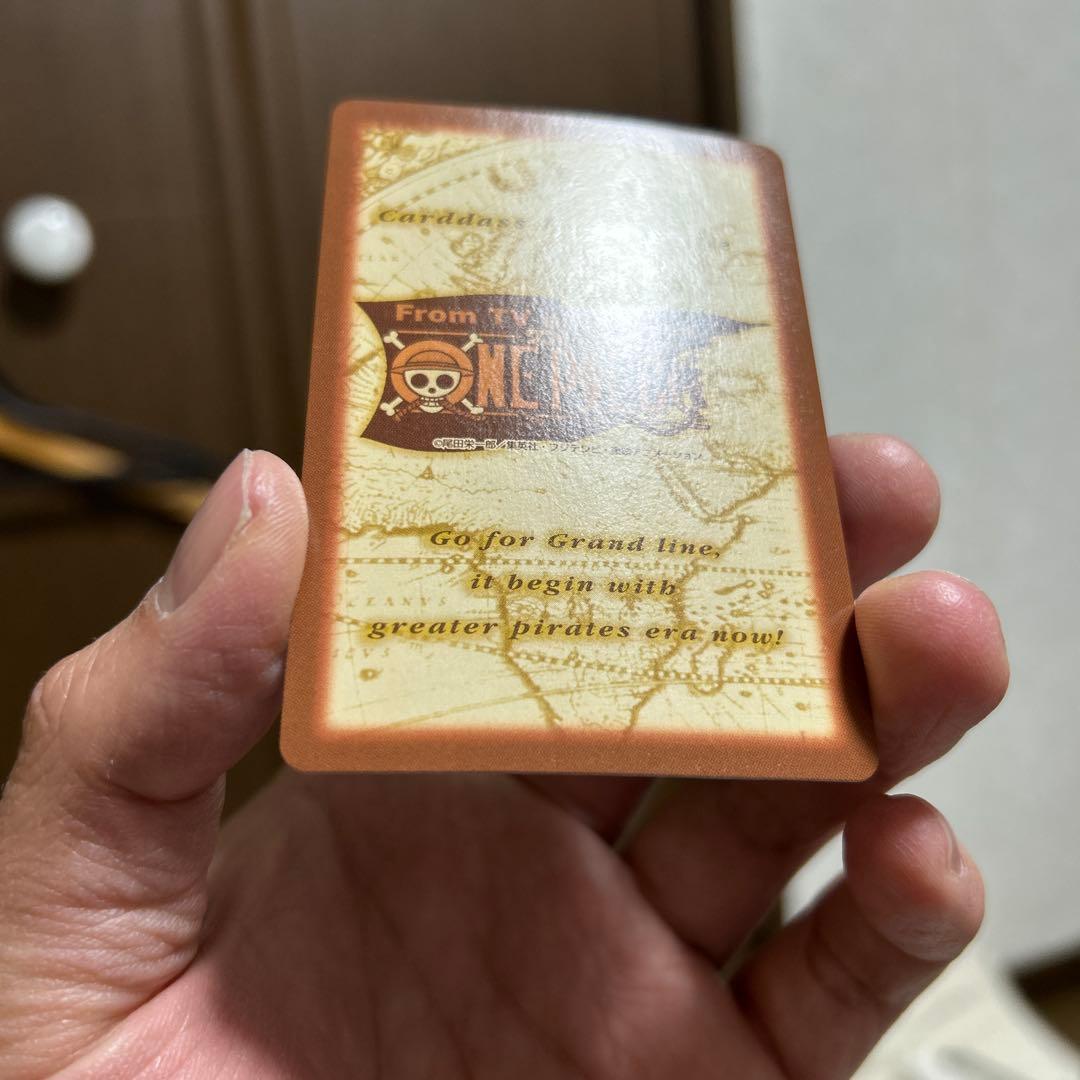 Carddass
From TV
ONE PIECE
©尾田栄一郎/集英社・フジテレビ・東映アニメーション
Go for Grand line,
it begin with
greater pirates era now!